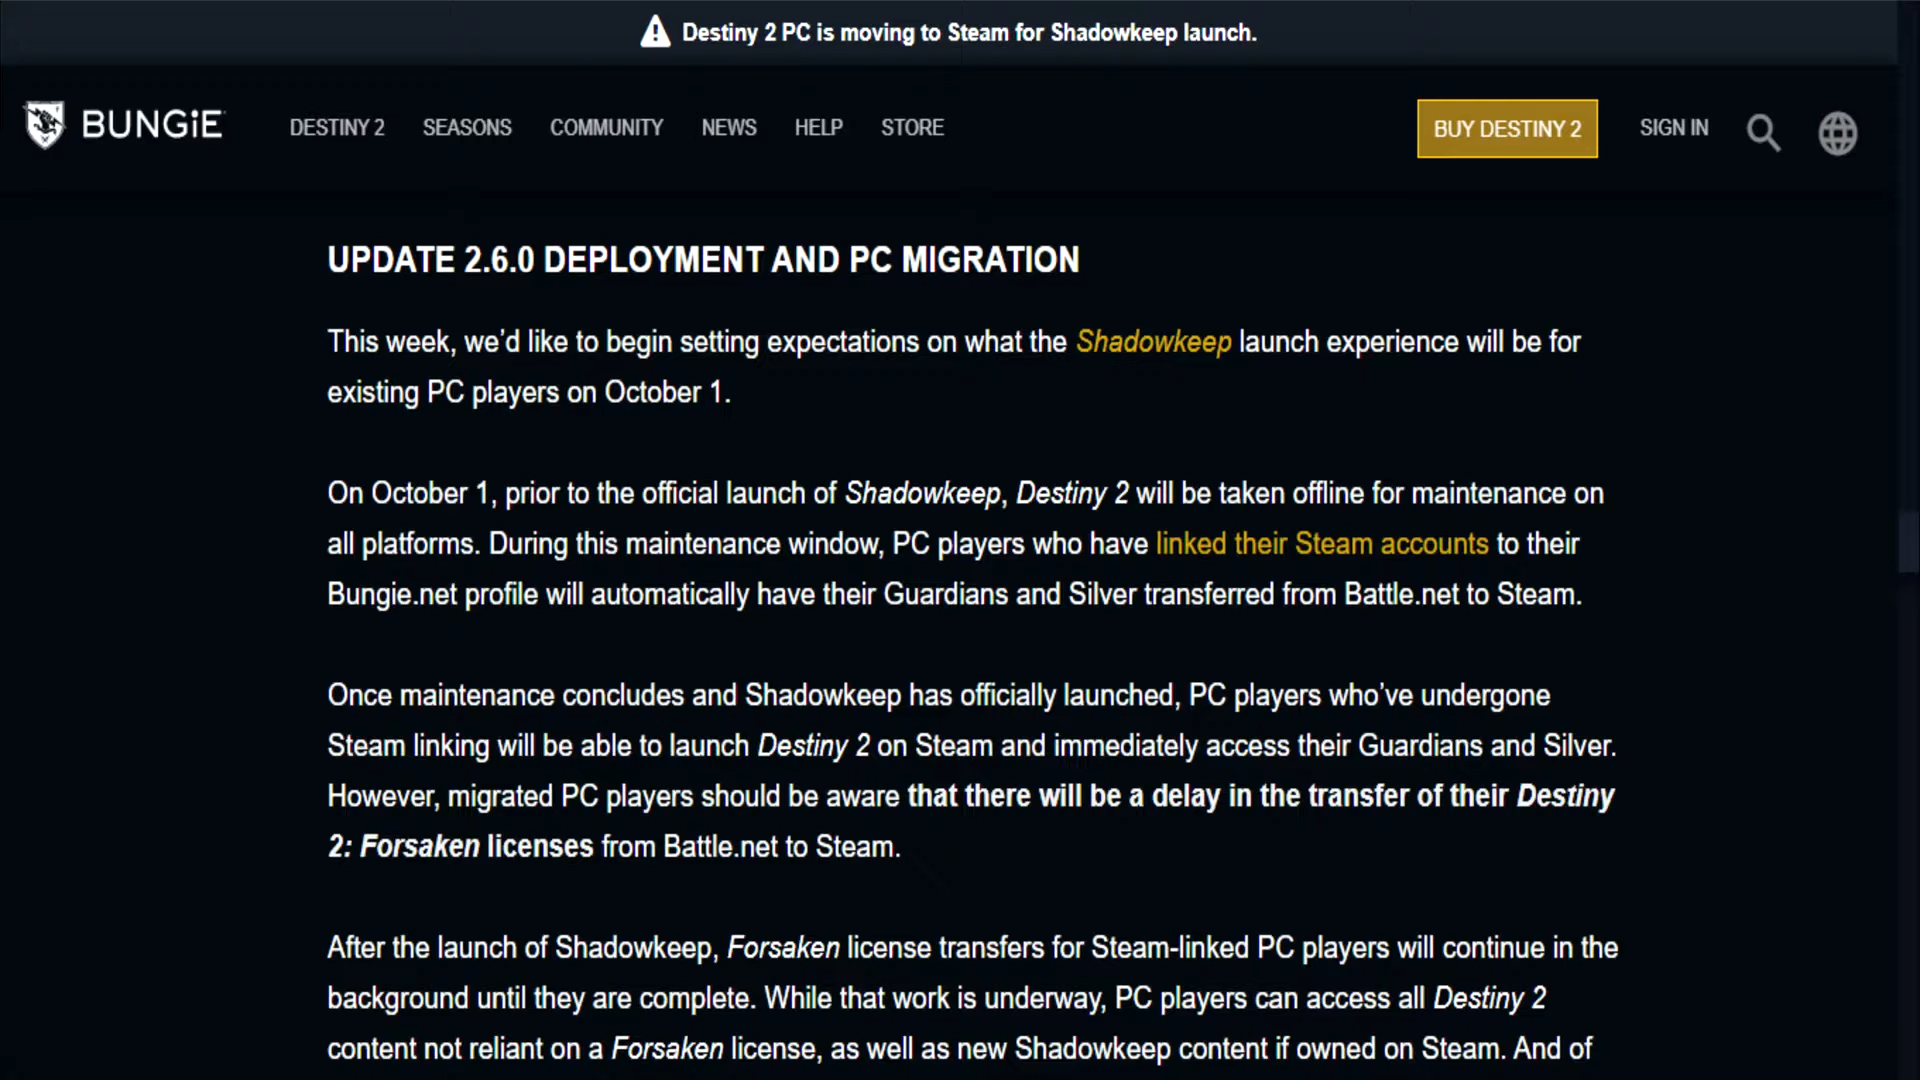 Destiny 2 PC is moving to Steam for Shadowkeep launch.
BUNGiE DESTINY 2 SEASONS COMMUNITY NEWS HELP STORE BUY DESTINY 2 SIGN IN
UPDATE 2.6.0 DEPLOYMENT AND PC MIGRATION
This week, we’d like to begin setting expectations on what the Shadowkeep launch experience will be for
existing PC players on October 1.
On October 1, prior to the official launch of Shadowkeep, Destiny 2 will be taken offline for maintenance on
all platforms. During this maintenance window, PC players who have linked their Steam accounts to their
Bungie.net profile will automatically have their Guardians and Silver transferred from Battle.net to Steam.
Once maintenance concludes and Shadowkeep has officially launched, PC players who’ve undergone
Steam linking will be able to launch Destiny 2 on Steam and immediately access their Guardians and Silver.
However, migrated PC players should be aware that there will be a delay in the transfer of their Destiny
2: Forsaken licenses from Battle.net to Steam.
After the launch of Shadowkeep, Forsaken license transfers for Steam-linked PC players will continue in the
background until they are complete. While that work is underway, PC players can access all Destiny 2
content not reliant on a Forsaken license, as well as new Shadowkeep content if owned on Steam. And of